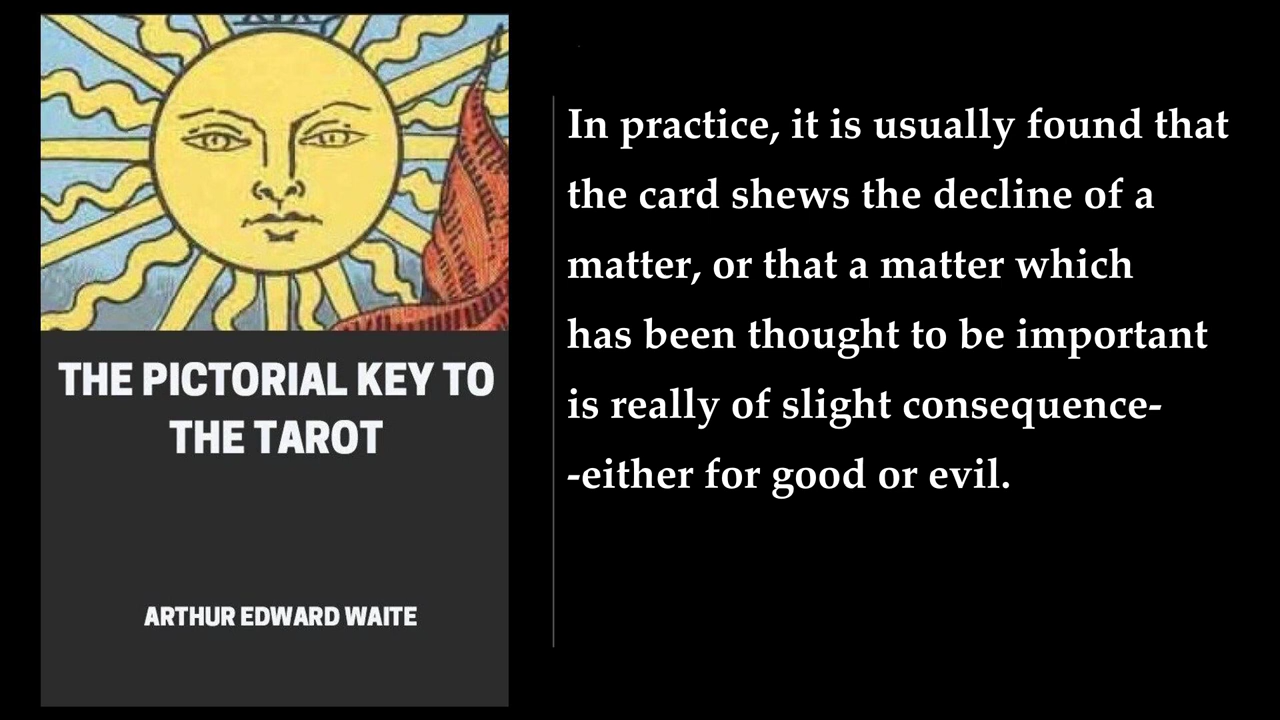 THE PICTORIAL KEY TO
THE TAROT
ARTHUR EDWARD WAITE
In practice, it is usually found that
the card shews the decline of a
matter, or that a matter which
has been thought to be important
is really of slight consequence-
-either for good or evil.